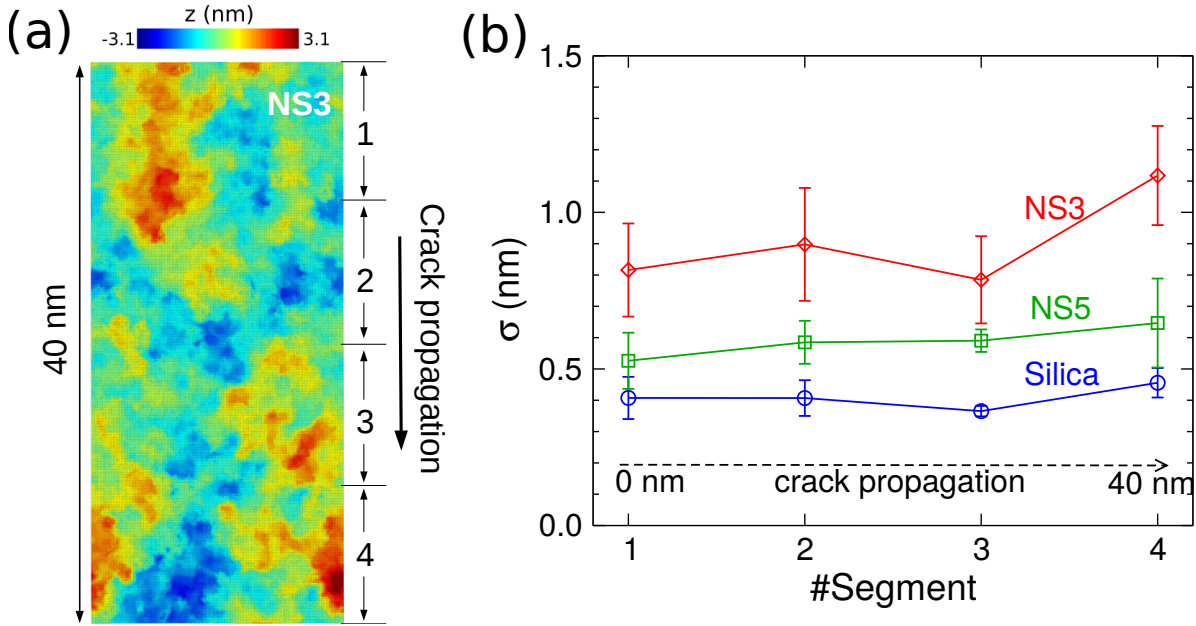 (a)
z (nm)
-3.1
3.1
NS3
40 nm
1
2
3
4
Crack propagation
(b)
1.5
1.0
0.5
0.0
σ (nm)
NS3
NS5
Silica
0 nm
crack propagation
40 nm
1
2
3
4
#Segment